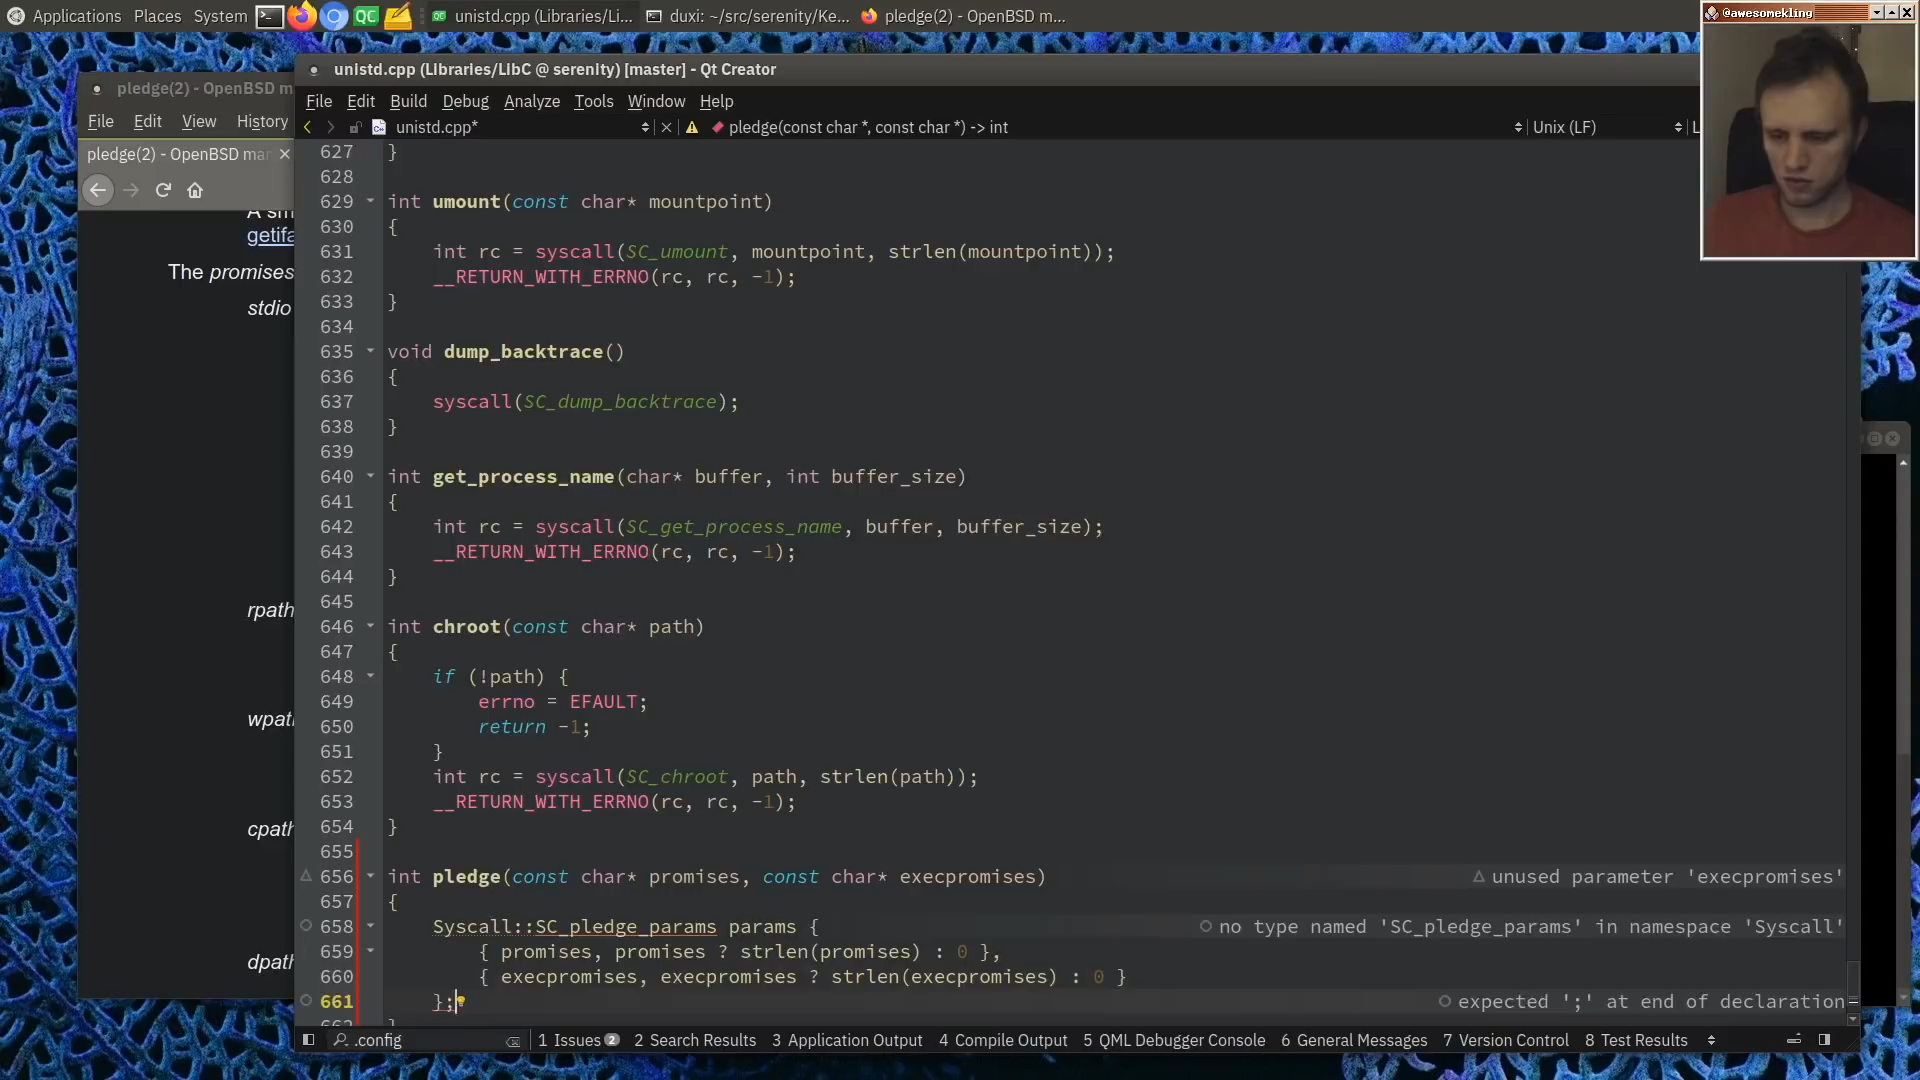 Applications Places System
unistd.cpp (Libraries/Li...
duxi: ~/src/serenity/Ke...
pledge(2) - OpenBSD m...
@awesomekling
pledge(2) - OpenBSD m
File Edit View History
pledge(2) - OpenBSD man
A sm
getifa
The promises
stdio
rpath
wpath
cpath
dpath
unistd.cpp (Libraries/LibC @ serenity) [master] - Qt Creator
File Edit Build Debug Analyze Tools Window Help
unistd.cpp* pledge(const char *, const char *) -> int Unix (LF)
627 }
628
629 int umount(const char* mountpoint)
630 {
631 int rc = syscall(SC_umount, mountpoint, strlen(mountpoint));
632 __RETURN_WITH_ERRNO(rc, rc, -1);
633 }
634
635 void dump_backtrace()
636 {
637 syscall(SC_dump_backtrace);
638 }
639
640 int get_process_name(char* buffer, int buffer_size)
641 {
642 int rc = syscall(SC_get_process_name, buffer, buffer_size);
643 __RETURN_WITH_ERRNO(rc, rc, -1);
644 }
645
646 int chroot(const char* path)
647 {
648 if (!path) {
649 errno = EFAULT;
650 return -1;
651 }
652 int rc = syscall(SC_chroot, path, strlen(path));
653 __RETURN_WITH_ERRNO(rc, rc, -1);
654 }
655
656 int pledge(const char* promises, const char* execpromises) unused parameter 'execpromises'
657 {
658 Syscall::SC_pledge_params params { no type named 'SC_pledge_params' in namespace 'Syscall'
659 { promises, promises ? strlen(promises) : 0 },
660 { execpromises, execpromises ? strlen(execpromises) : 0 }
661 }; expected ';' at end of declaration
.config 1 Issues 2 2 Search Results 3 Application Output 4 Compile Output 5 QML Debugger Console 6 General Messages 7 Version Control 8 Test Results